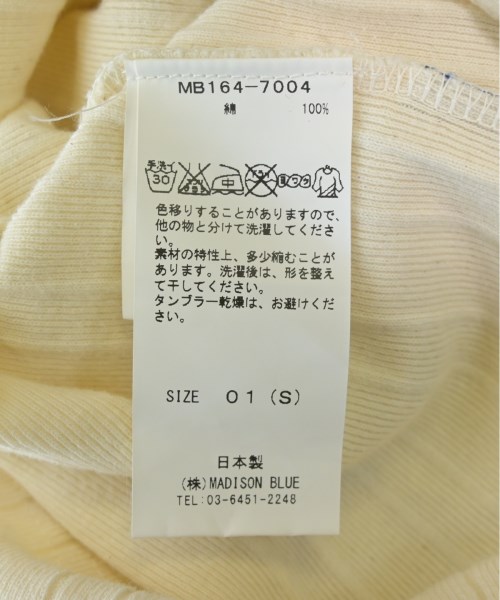 MB164-7004
綿 100%
手洗イ
30
中
ヨワク
色移りすることがありますので、
他の物と分けて洗濯してくださ
い。
素材の特性上、多少縮むことが
あります。洗濯後は、形を整え
て干してください。
タンブラー乾燥は、お避けくださ
い。
SIZE 01(S)
日本製
(株)MADISON BLUE
TEL:03-6451-2248